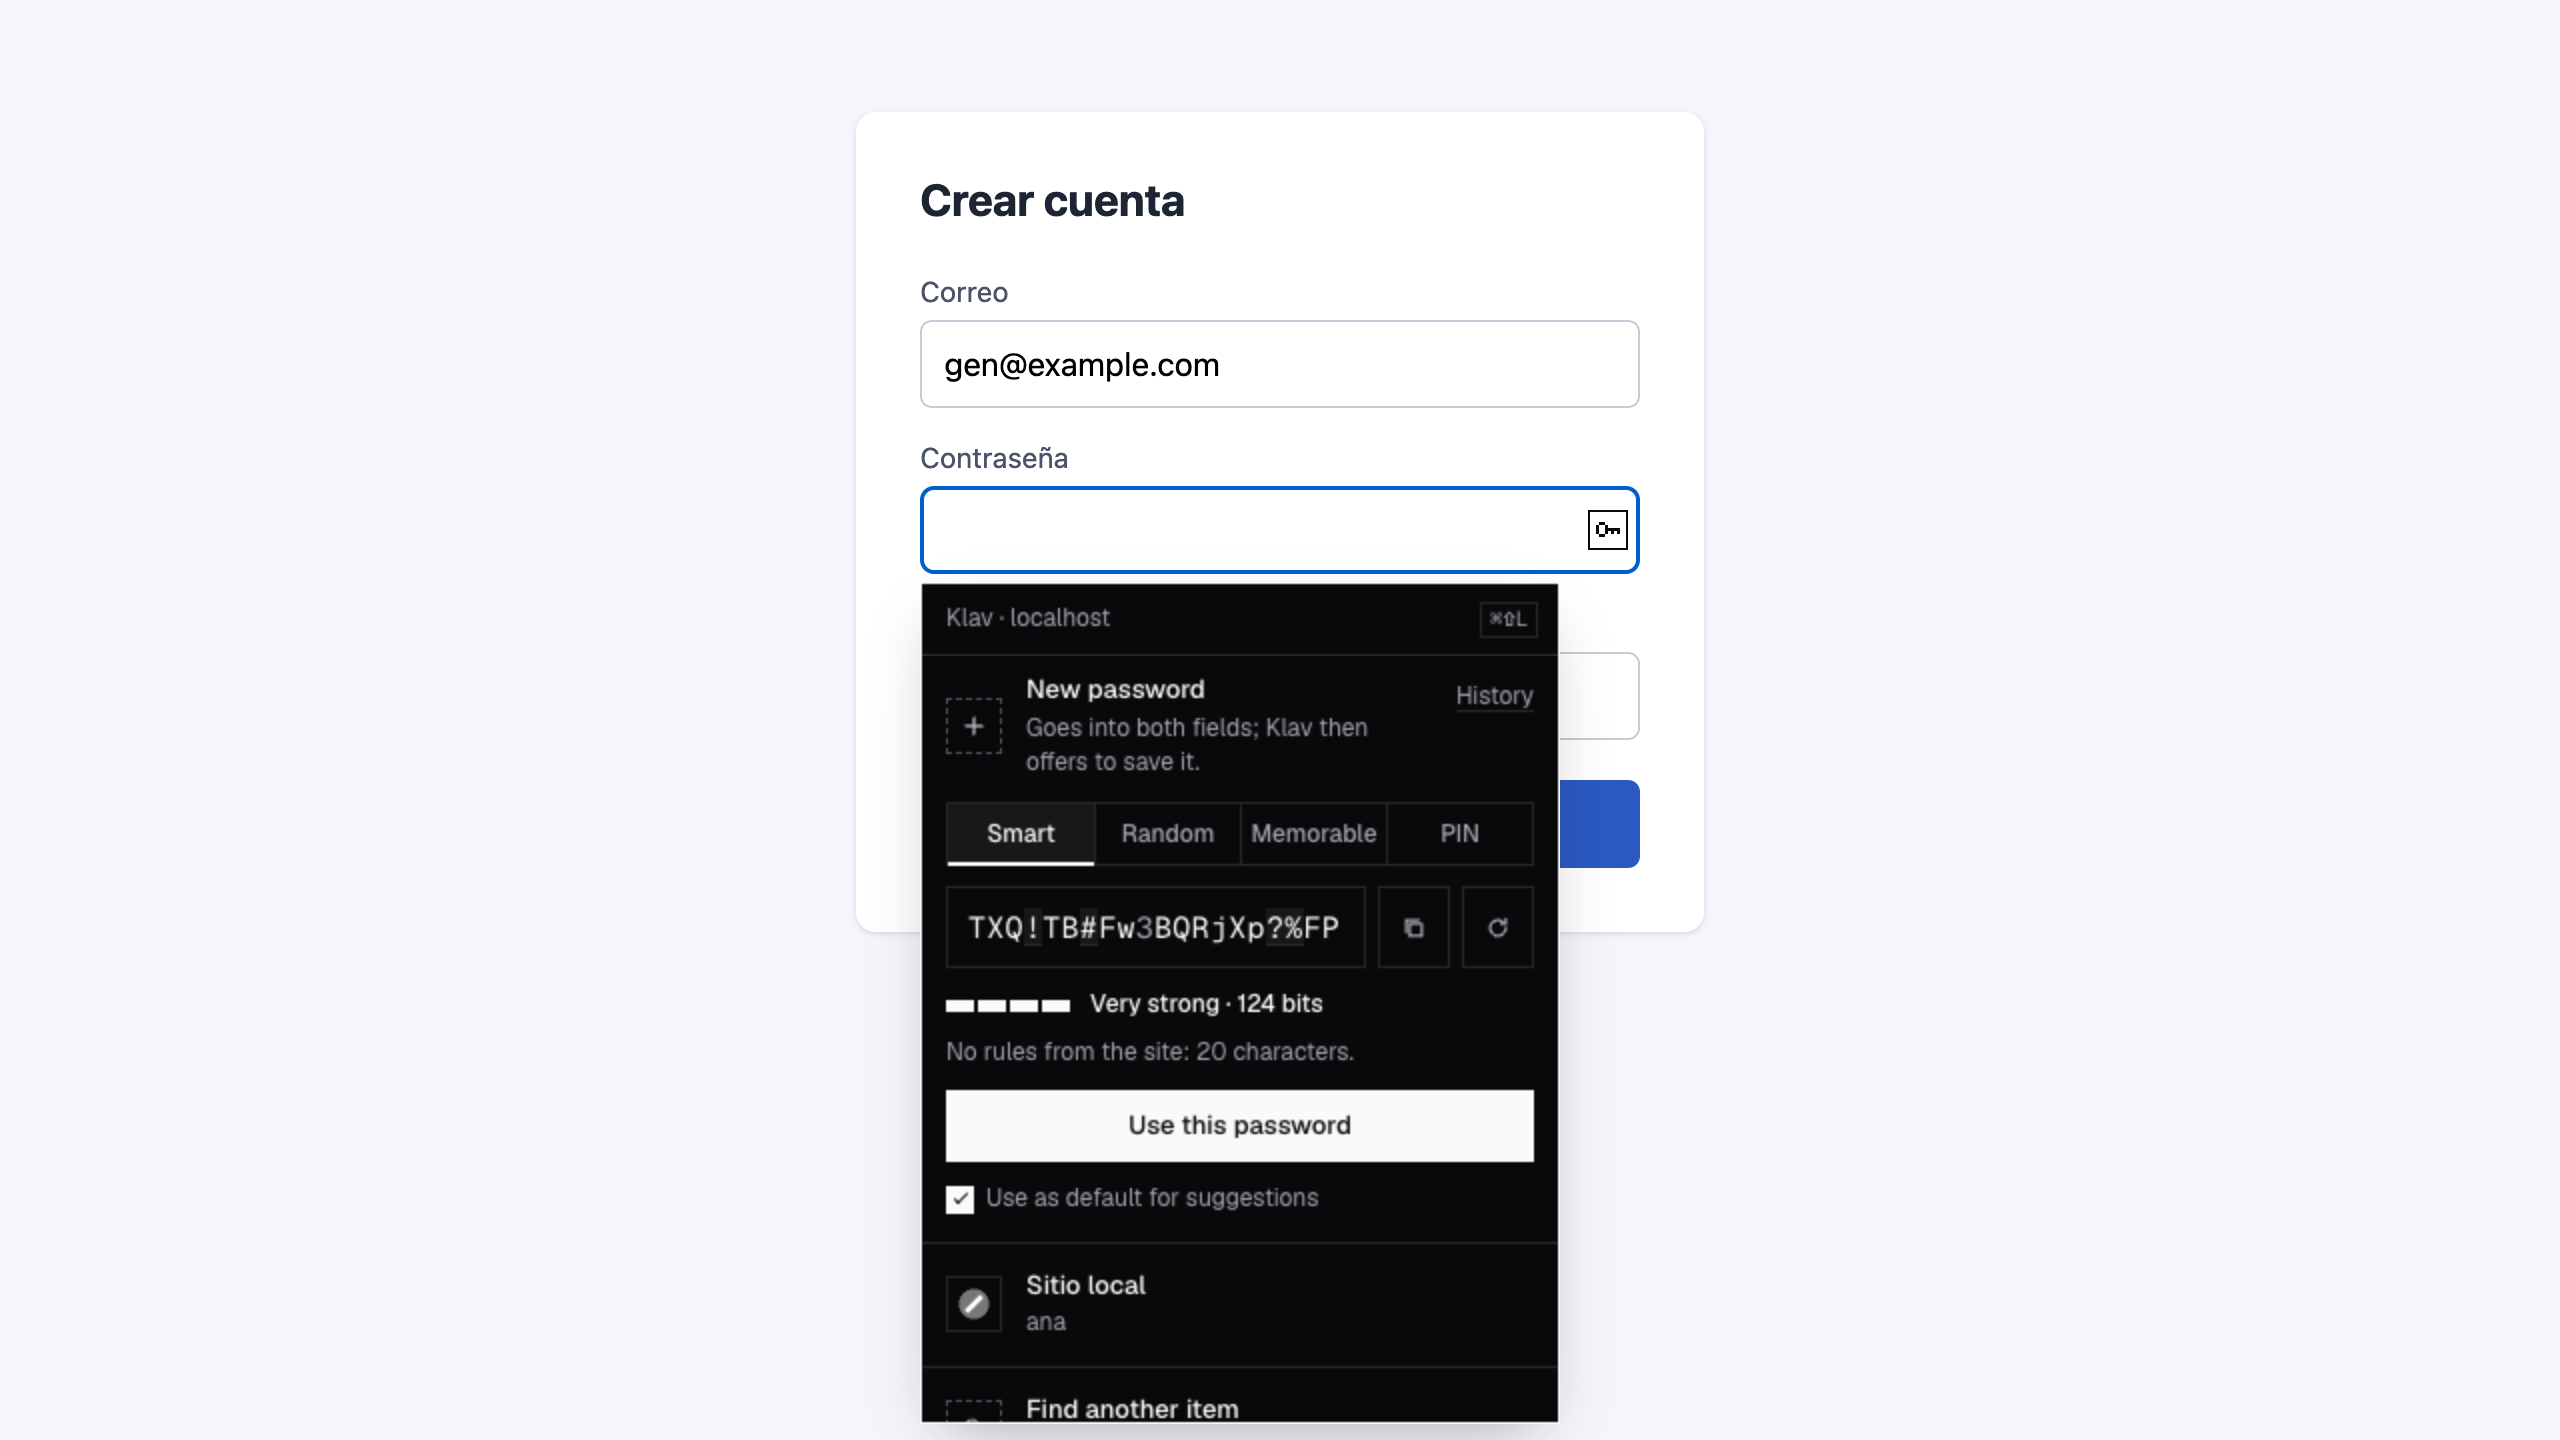 Crear cuenta
Correo
gen@example.com
Contraseña
Klav · localhost
⌘⇧L
New password
History
Goes into both fields; Klav then
offers to save it.
Smart
Random
Memorable
PIN
TXQ!TB#Fw3BQRjXp?%FP
Very strong · 124 bits
No rules from the site: 20 characters.
Use this password
Use as default for suggestions
Sitio local
ana
Find another item